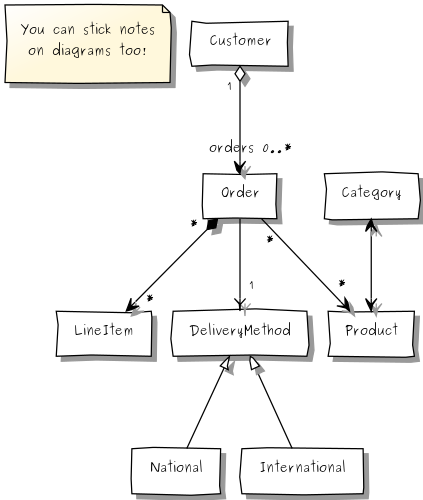 You can stick notes
on diagrams too!
Customer
1
orders 0..*
Order
Category
*
*
*
*
1
LineItem
DeliveryMethod
Product
National
International